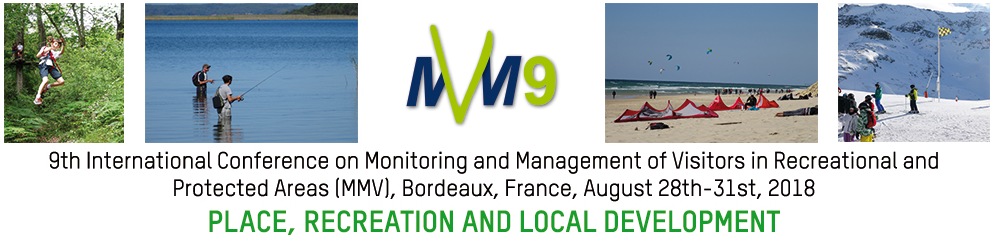 MVM9
9th International Conference on Monitoring and Management of Visitors in Recreational and
Protected Areas (MMV), Bordeaux, France, August 28th-31st, 2018
PLACE, RECREATION AND LOCAL DEVELOPMENT